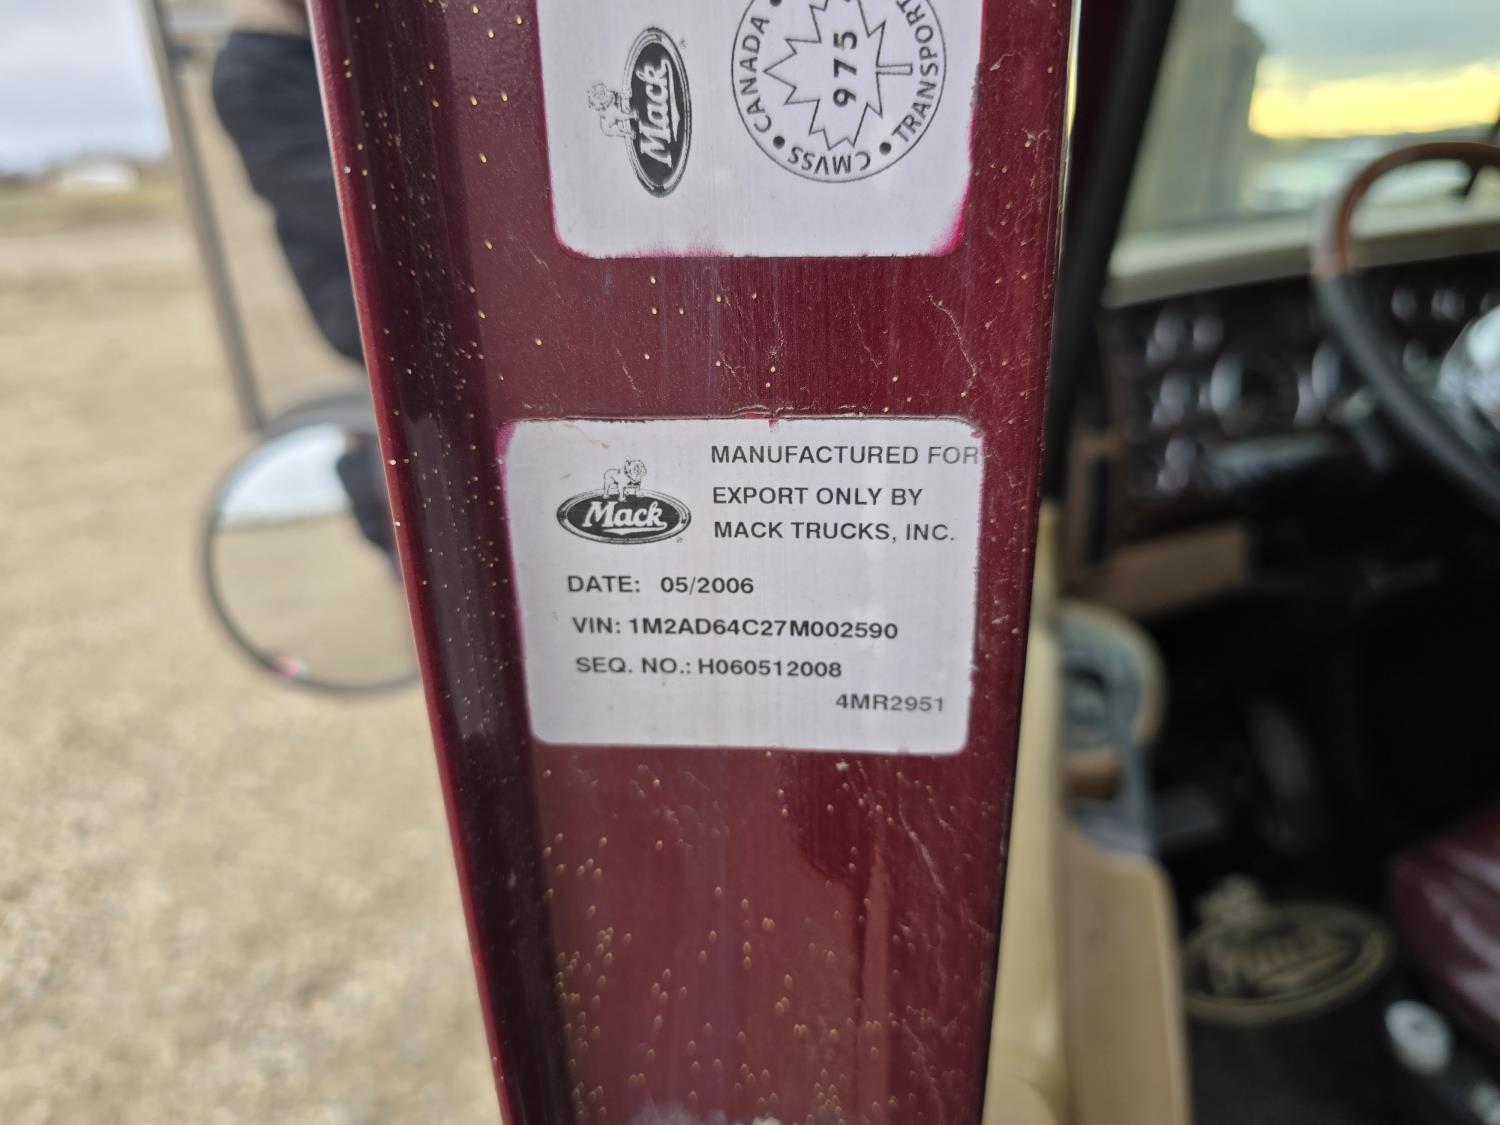 Mack
CANADA • TRANSPORT • CMVSS
975
Mack
MANUFACTURED FOR
EXPORT ONLY BY
MACK TRUCKS, INC.
DATE: 05/2006
VIN: 1M2AD64C27M002590
SEQ. NO.: H060512008
4MR2951
Mack